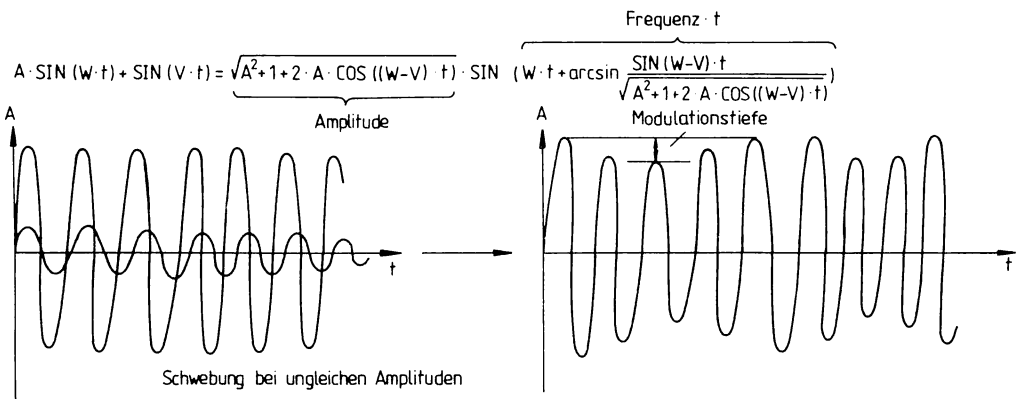 Frequenz · t
A·SIN (W·t) + SIN (V·t) = √A²+1+2·A·COS ((W-V)·t) · SIN (W·t+arcsin SIN (W-V)·t / √A²+1+2·A·COS((W-V)·t) )
Amplitude
Modulationstiefe
A
A
t
t
Schwebung bei ungleichen Amplituden